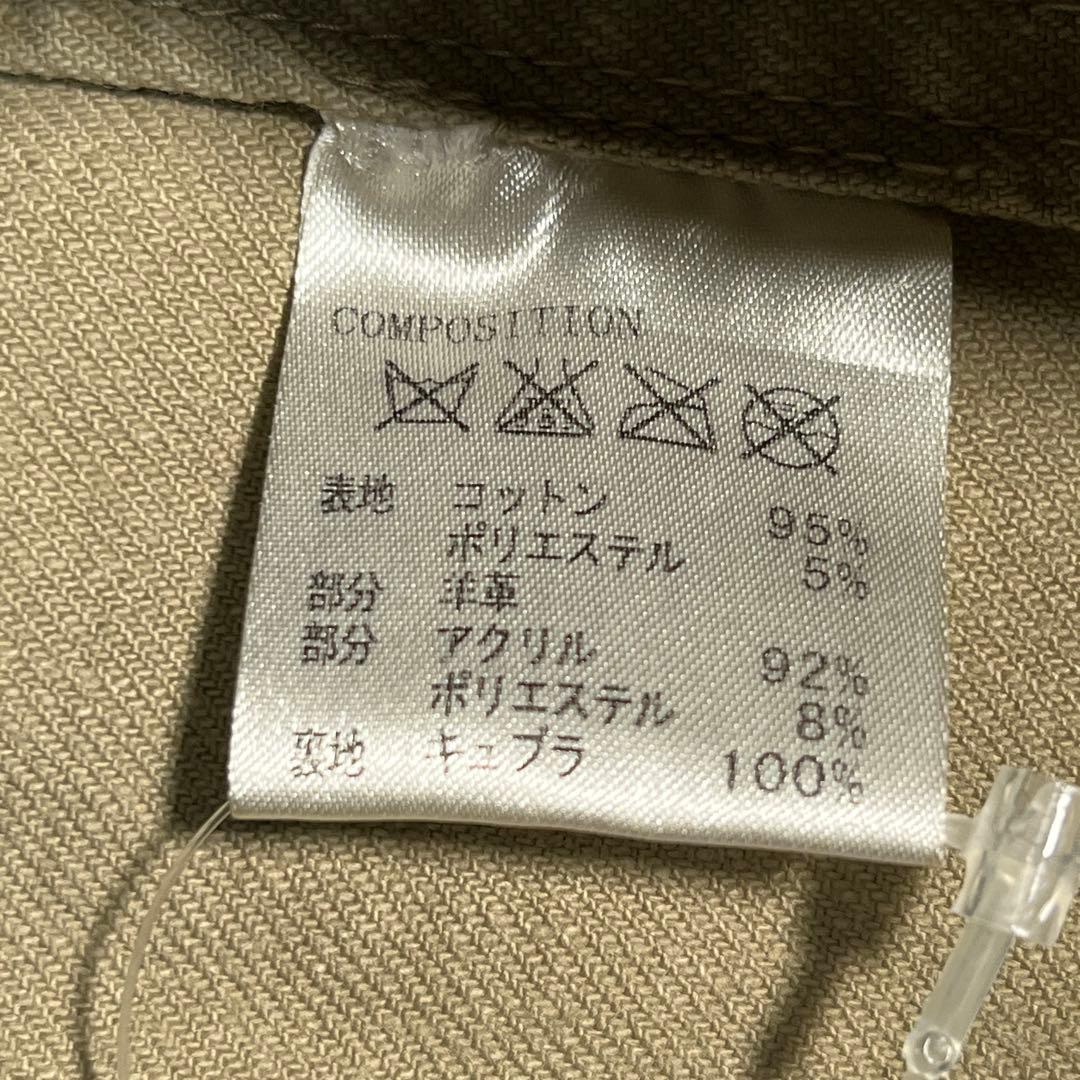 COMPOSITION
表地 コットン 95%
ポリエステル 5%
部分 羊革
部分 アクリル 92%
ポリエステル 8%
裏地 キュプラ 100%